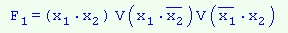 F₁ = (x₁ · x₂) V (x₁ · x̅₂) V (x̅₁ · x₂)